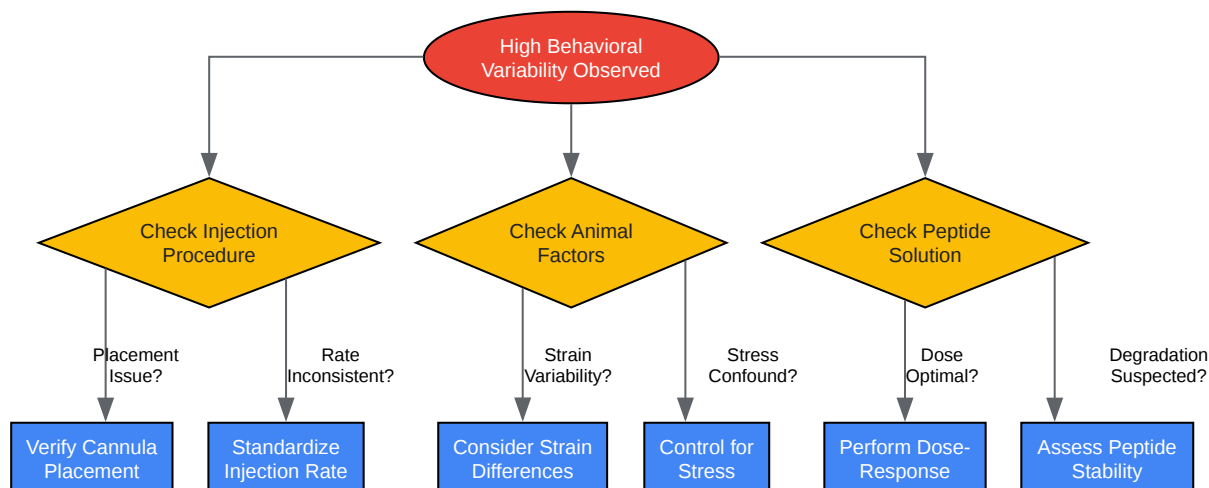 High Behavioral
Variability Observed
Check Injection
Procedure
Check Animal
Factors
Check Peptide
Solution
Placement
Issue?
Rate
Inconsistent?
Strain
Variability?
Stress
Confound?
Dose
Optimal?
Degradation
Suspected?
Verify Cannula
Placement
Standardize
Injection Rate
Consider Strain
Differences
Control for
Stress
Perform Dose-
Response
Assess Peptide
Stability